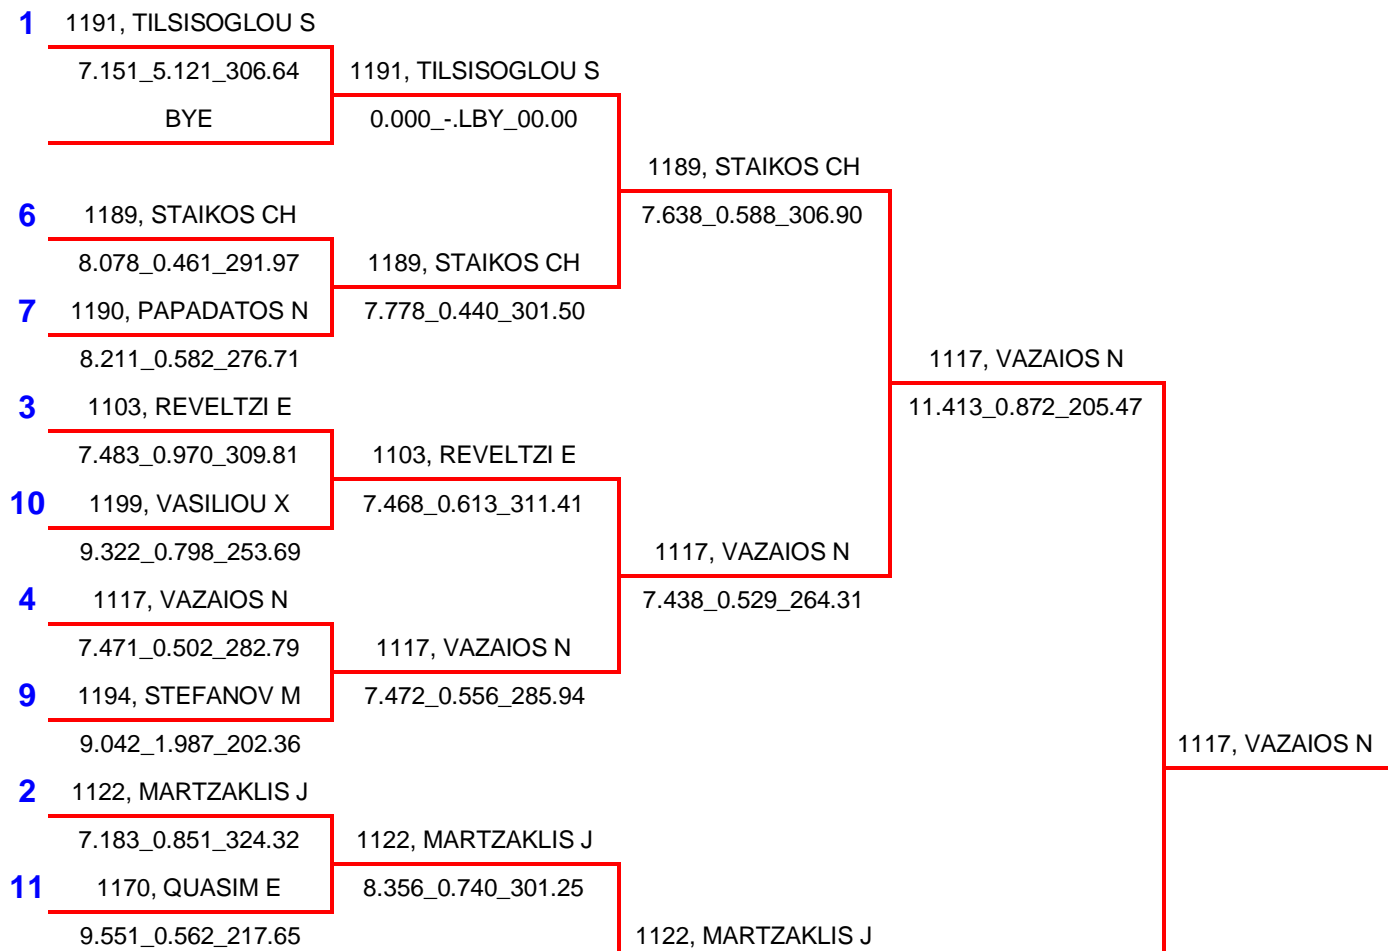 1 1191, TILSISOGLOU S
7.151_5.121_306.64 1191, TILSISOGLOU S
BYE 0.000_-.LBY_00.00
1189, STAIKOS CH
6 1189, STAIKOS CH 7.638_0.588_306.90
8.078_0.461_291.97 1189, STAIKOS CH
7 1190, PAPADATOS N 7.778_0.440_301.50
8.211_0.582_276.71 1117, VAZAIOS N
3 1103, REVELTZI E 11.413_0.872_205.47
7.483_0.970_309.81 1103, REVELTZI E
10 1199, VASILIOU X 7.468_0.613_311.41
9.322_0.798_253.69 1117, VAZAIOS N
4 1117, VAZAIOS N 7.438_0.529_264.31
7.471_0.502_282.79 1117, VAZAIOS N
9 1194, STEFANOV M 7.472_0.556_285.94
9.042_1.987_202.36 1117, VAZAIOS N
2 1122, MARTZAKLIS J
7.183_0.851_324.32 1122, MARTZAKLIS J
11 1170, QUASIM E 8.356_0.740_301.25
9.551_0.562_217.65 1122, MARTZAKLIS J